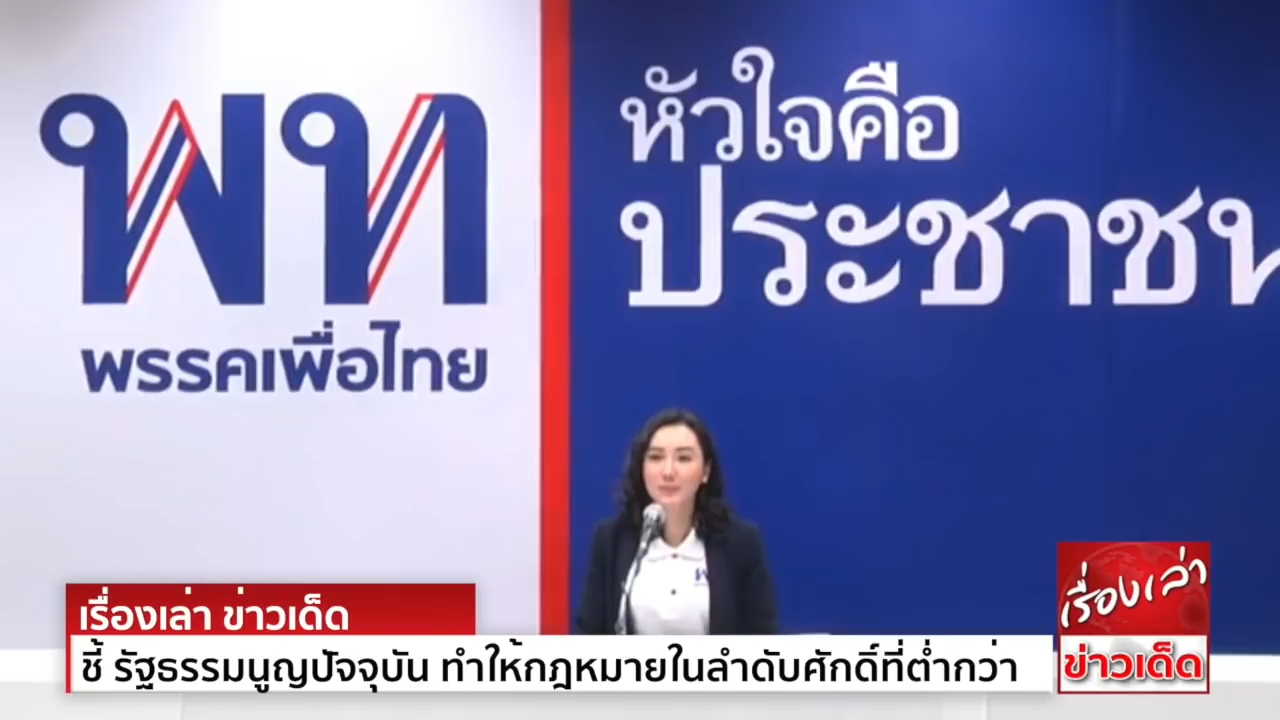 พท
พรรคเพื่อไทย
หัวใจคือ
ประชาชน
เรื่องเล่า ข่าวเด็ด
ชี้ รัฐธรรมนูญปัจจุบัน ทำให้กฎหมายในลำดับศักดิ์ที่ต่ำกว่า
เรื่องเล่า
ข่าวเด็ด